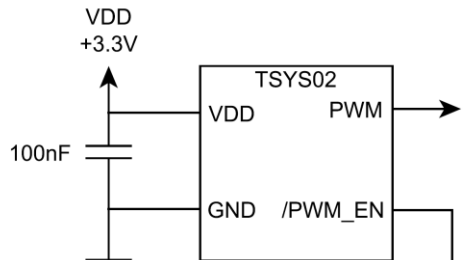 VDD
+3.3V
TSYS02
VDD
PWM
100nF
GND
/PWM_EN